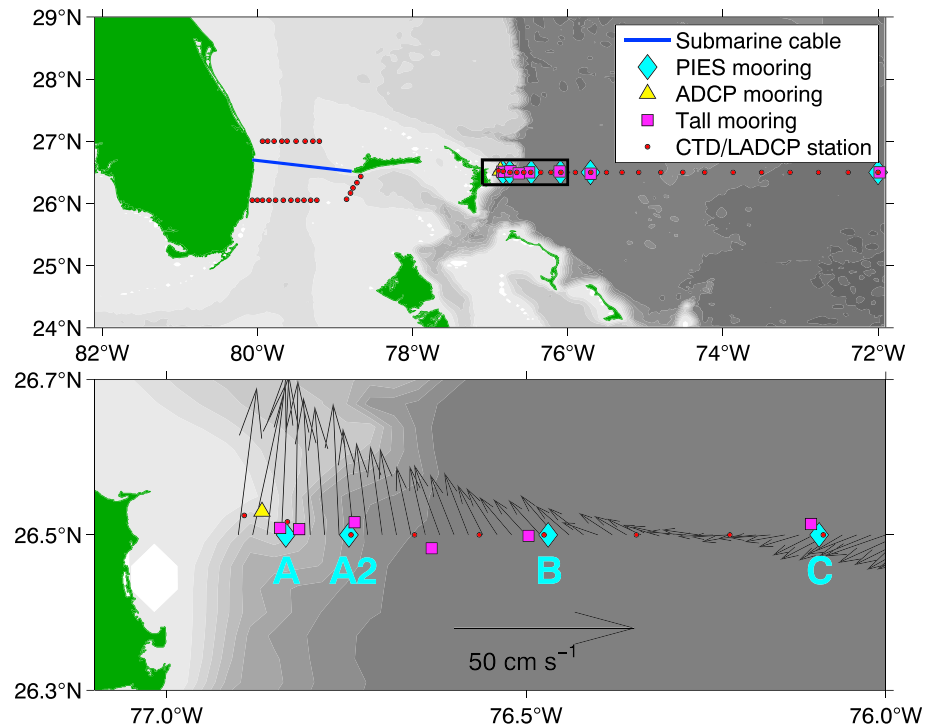 29°N
28°N
27°N
26°N
25°N
24°N
Submarine cable
PIES mooring
ADCP mooring
Tall mooring
CTD/LADCP station
82°W 80°W 78°W 76°W 74°W 72°W
26.7°N
26.5°N
26.3°N
A A2 B C
50 cm s⁻¹
77.0°W 76.5°W 76.0°W